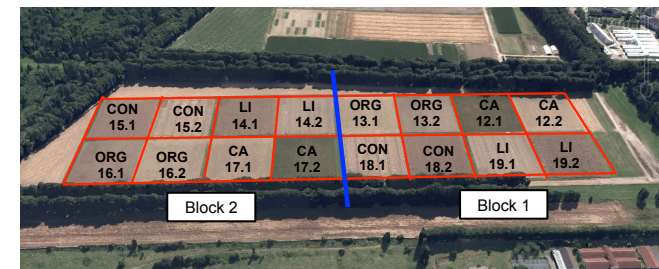 CON 15.1
CON 15.2
LI 14.1
LI 14.2
ORG 13.1
ORG 13.2
CA 12.1
CA 12.2
ORG 16.1
ORG 16.2
CA 17.1
CA 17.2
CON 18.1
CON 18.2
LI 19.1
LI 19.2
Block 2
Block 1